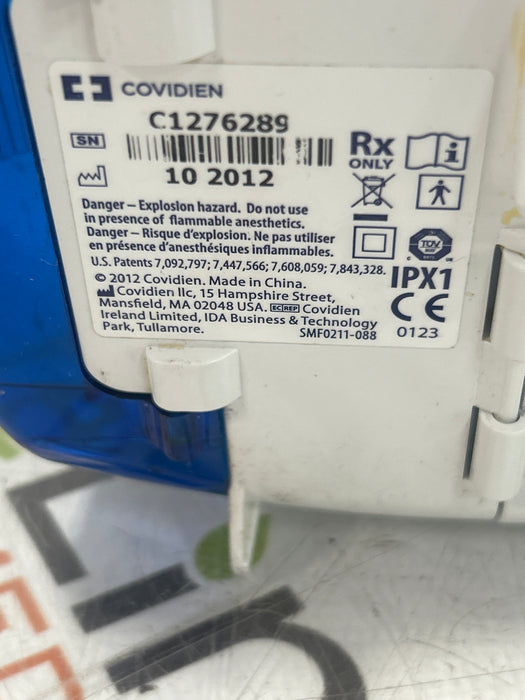 COVIDIEN
C1276289
SN
10 2012
Rx
ONLY
Danger – Explosion hazard. Do not use
in presence of flammable anesthetics.
Danger – Risque d'explosion. Ne pas utiliser
en présence d'anesthésiques inflammables.
U.S. Patents 7,092,797; 7,447,566; 7,608,059; 7,843,328.
© 2012 Covidien. Made in China.
Covidien llc, 15 Hampshire Street,
Mansfield, MA 02048 USA. EC REP Covidien
Ireland Limited, IDA Business & Technology
Park, Tullamore.
SMF0211-088
TÜV
IPX1
CE
0123